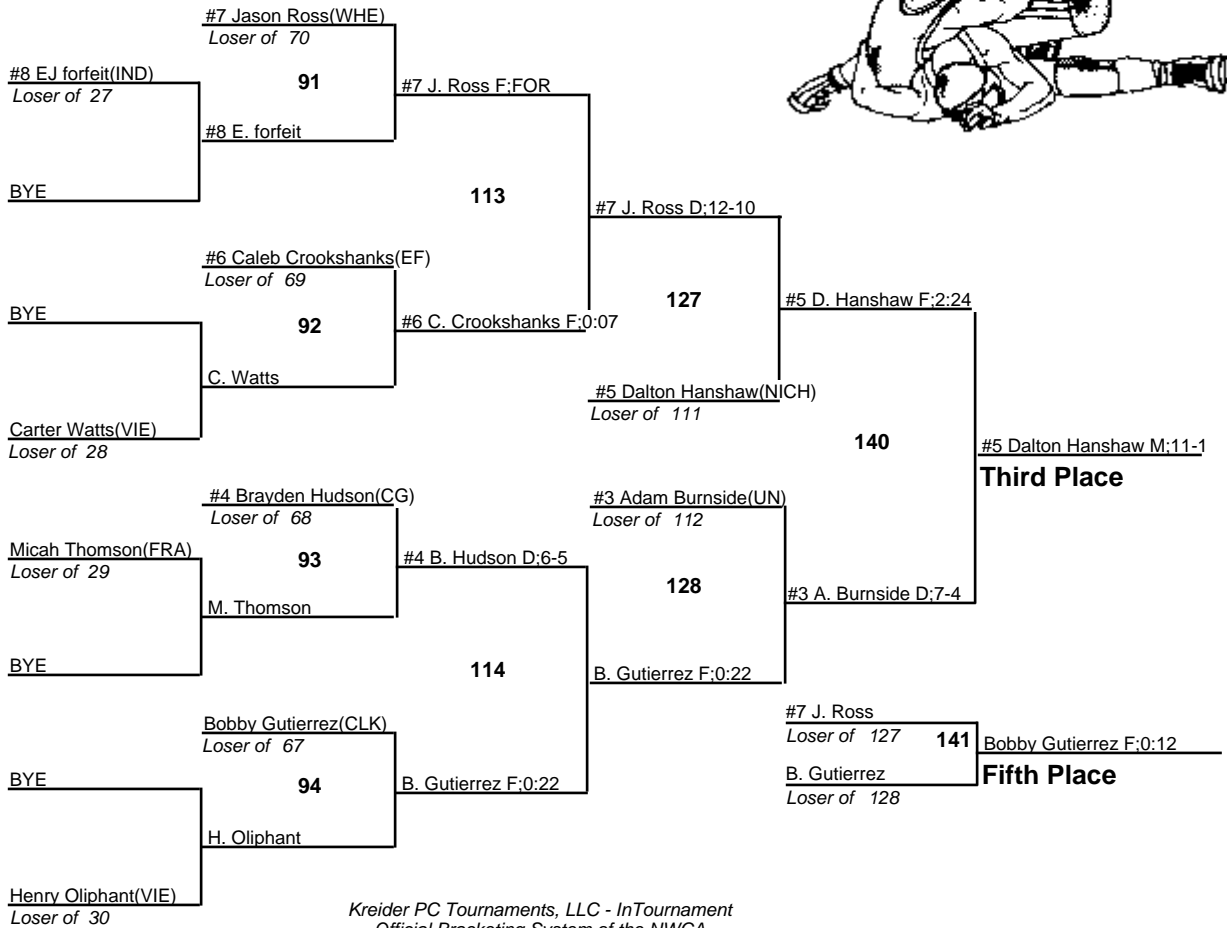 #7 Jason Ross(WHE)
Loser of 70
#8 EJ forfeit(IND)
Loser of 27
91
#7 J. Ross F;FOR
#8 E. forfeit
BYE
113
#7 J. Ross D;12-10
#6 Caleb Crookshanks(EF)
Loser of 69
BYE
92
#6 C. Crookshanks F;0:07
127
#5 D. Hanshaw F;2:24
C. Watts
#5 Dalton Hanshaw(NICH)
Loser of 111
Carter Watts(VIE)
Loser of 28
140
#5 Dalton Hanshaw M;11-1
Third Place
#4 Brayden Hudson(CG)
Loser of 68
#3 Adam Burnside(UN)
Loser of 112
Micah Thomson(FRA)
Loser of 29
93
#4 B. Hudson D;6-5
128
#3 A. Burnside D;7-4
M. Thomson
BYE
114
B. Gutierrez F;0:22
Bobby Gutierrez(CLK)
Loser of 67
#7 J. Ross
Loser of 127
141
Bobby Gutierrez F;0:12
Fifth Place
BYE
94
B. Gutierrez F;0:22
B. Gutierrez
Loser of 128
H. Oliphant
Henry Oliphant(VIE)
Loser of 30
Kreider PC Tournaments, LLC - InTournament
Official Bracketing System of the NWCA